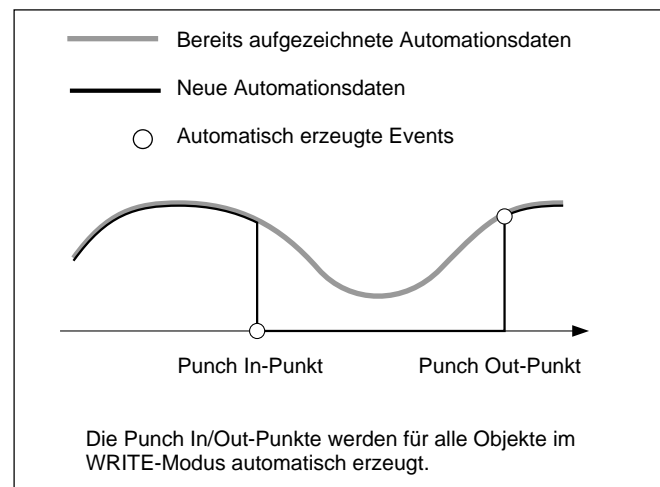 Bereits aufgezeichnete Automationsdaten
Neue Automationsdaten
Automatisch erzeugte Events
Punch In-Punkt
Punch Out-Punkt
Die Punch In/Out-Punkte werden für alle Objekte im
WRITE-Modus automatisch erzeugt.